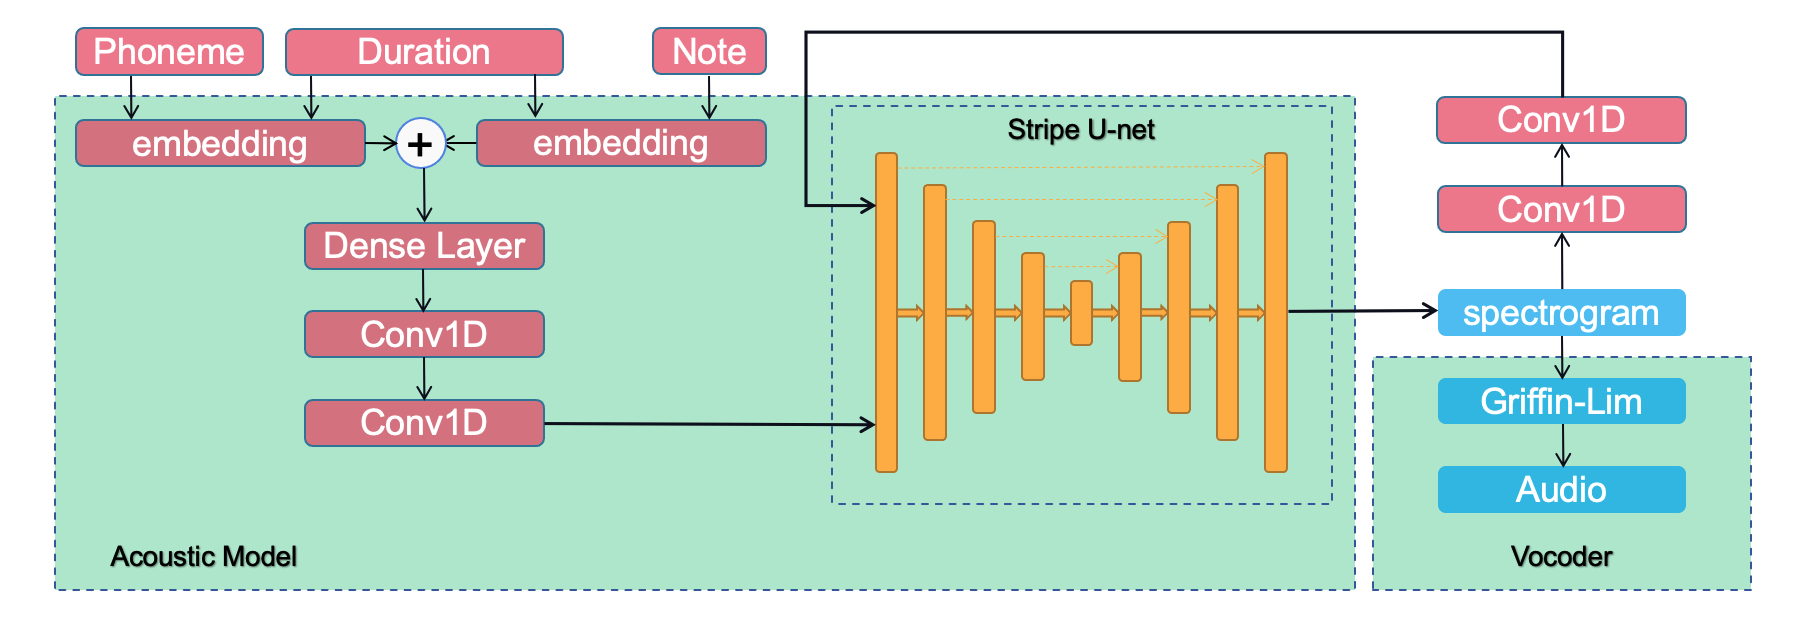 Phoneme
Duration
Note
embedding
+
embedding
Dense Layer
Conv1D
Conv1D
Acoustic Model
Stripe U-net
Conv1D
Conv1D
spectrogram
Griffin-Lim
Audio
Vocoder